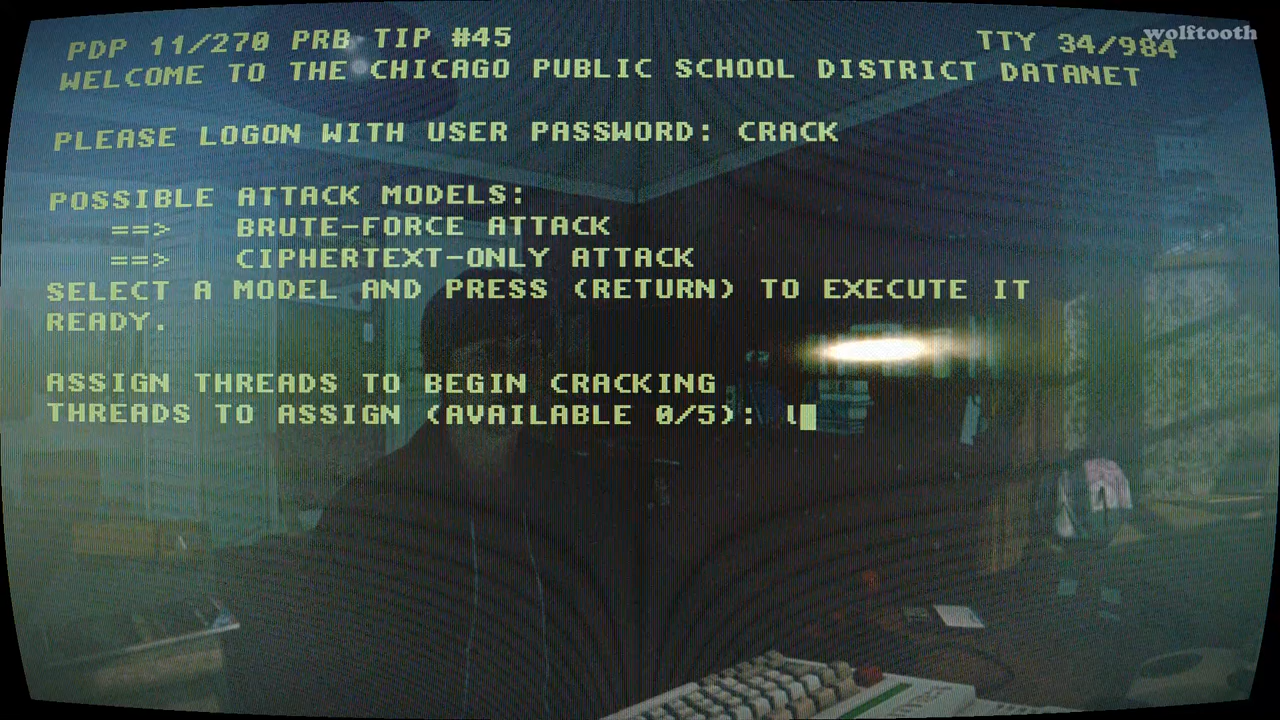 PDP 11/270 PRB TIP #45
TTY 34/984
wolftooth
WELCOME TO THE CHICAGO PUBLIC SCHOOL DISTRICT DATANET
PLEASE LOGON WITH USER PASSWORD: CRACK
POSSIBLE ATTACK MODELS:
==> BRUTE-FORCE ATTACK
==> CIPHERTEXT-ONLY ATTACK
SELECT A MODEL AND PRESS (RETURN) TO EXECUTE IT
READY.
ASSIGN THREADS TO BEGIN CRACKING
THREADS TO ASSIGN (AVAILABLE 0/5): l